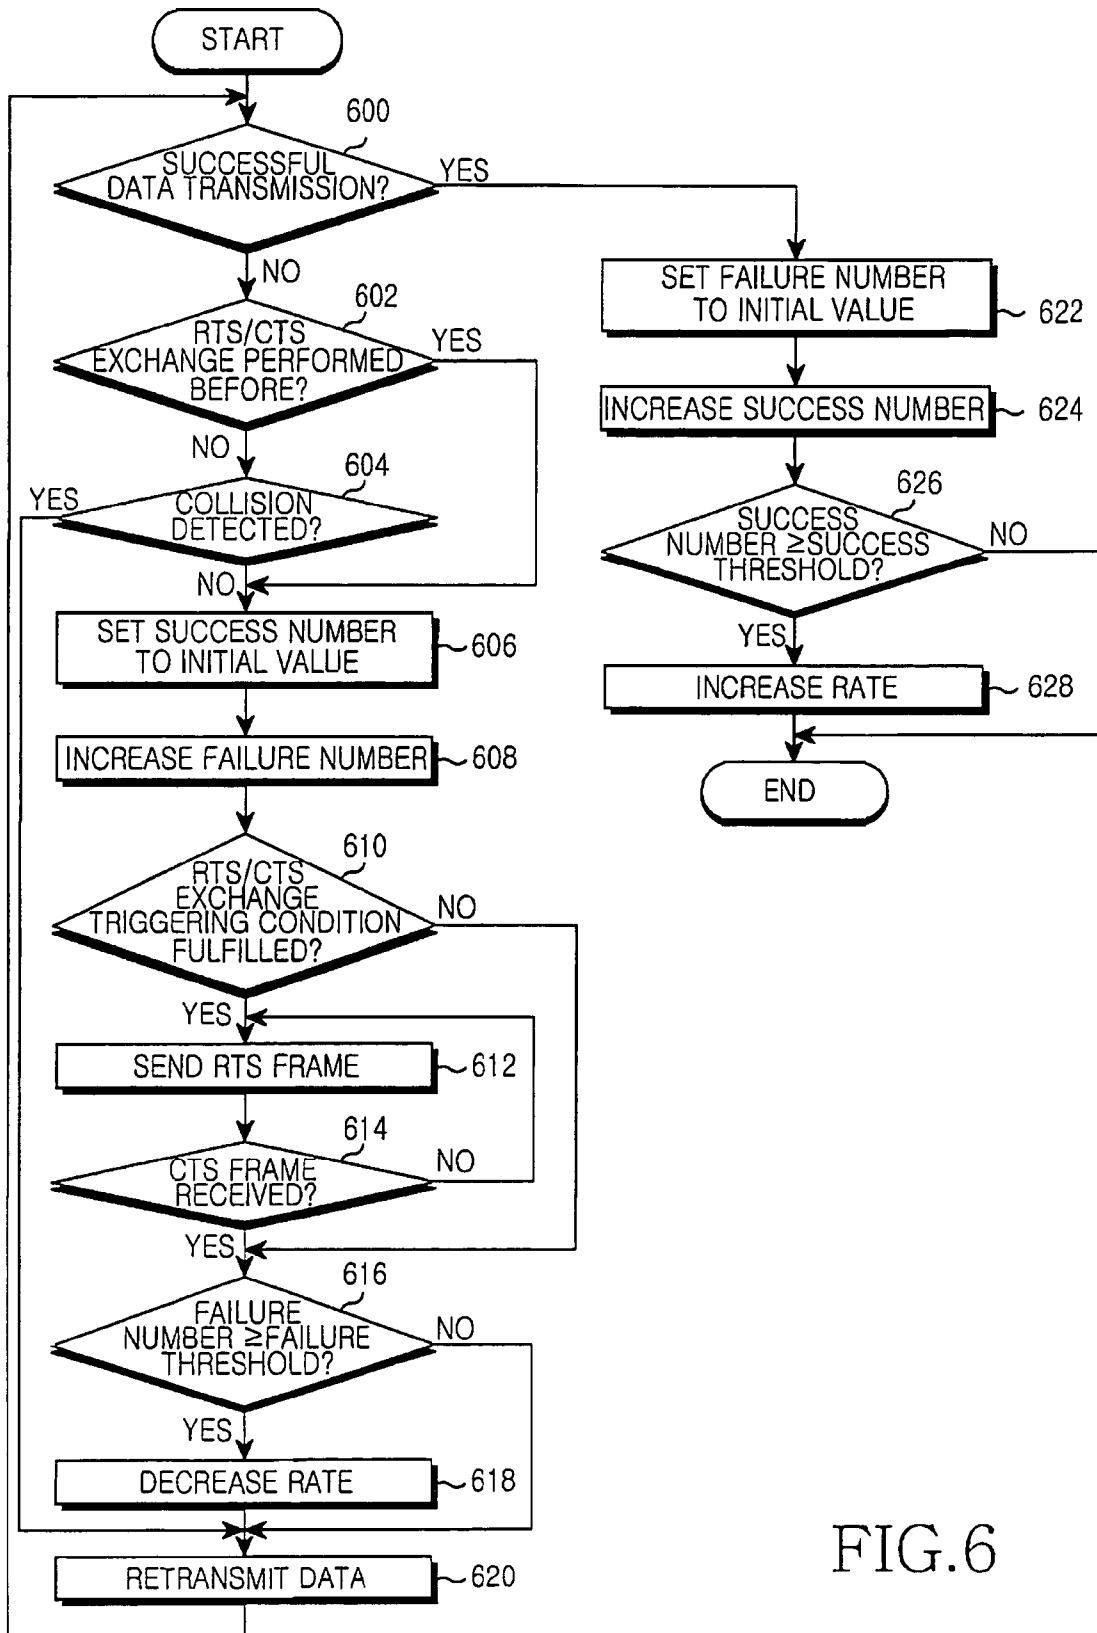 START
600
SUCCESSFUL
DATA TRANSMISSION?
YES
NO
602
RTS/CTS
EXCHANGE PERFORMED
BEFORE?
YES
NO
604
YES
COLLISION
DETECTED?
NO
SET SUCCESS NUMBER
TO INITIAL VALUE
606
INCREASE FAILURE NUMBER
608
610
RTS/CTS
EXCHANGE
TRIGGERING CONDITION
FULFILLED?
NO
YES
SEND RTS FRAME
612
614
CTS FRAME
RECEIVED?
NO
YES
616
FAILURE
NUMBER ≥FAILURE
THRESHOLD?
NO
YES
DECREASE RATE
618
RETRANSMIT DATA
620
SET FAILURE NUMBER
TO INITIAL VALUE
622
INCREASE SUCCESS NUMBER
624
626
SUCCESS
NUMBER ≥SUCCESS
THRESHOLD?
NO
YES
INCREASE RATE
628
END
FIG.6